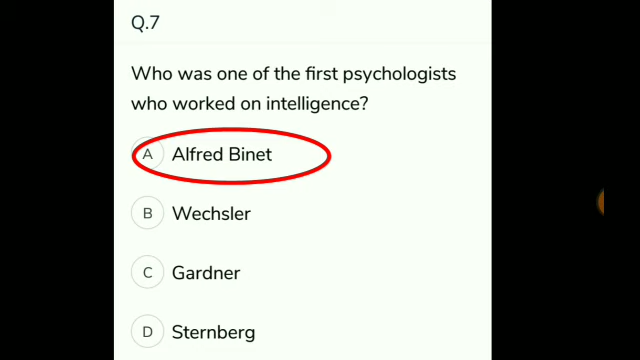 Q.7
Who was one of the first psychologists
who worked on intelligence?
A Alfred Binet
B Wechsler
C Gardner
D Sternberg